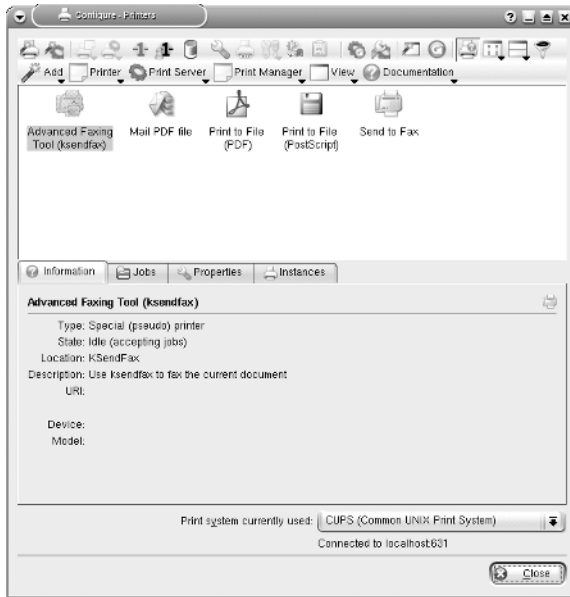 Configure - Printers
Add Printer Print Server Print Manager View Documentation
Advanced Faxing Tool (ksendfax)
Mail PDF file
Print to File (PDF)
Print to File (PostScript)
Send to Fax
Information Jobs Properties Instances
Advanced Faxing Tool (ksendfax)
Type: Special (pseudo) printer
State: Idle (accepting jobs)
Location: KSendFax
Description: Use ksendfax to fax the current document
URI:
Device:
Model:
Print system currently used: CUPS (Common UNIX Print System)
Connected to localhost:631
Close